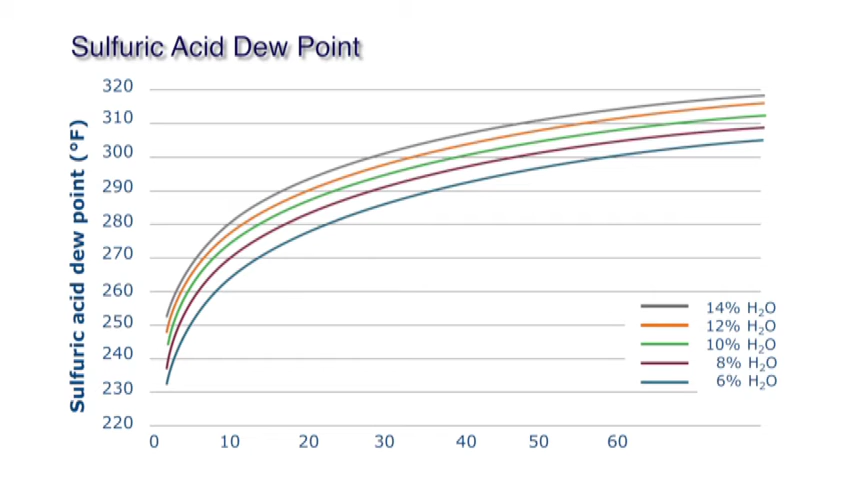 Sulfuric Acid Dew Point
Sulfuric acid dew point (°F)
320
310
300
290
280
270
260
250
240
230
220
0 10 20 30 40 50 60
14% H₂O
12% H₂O
10% H₂O
8% H₂O
6% H₂O